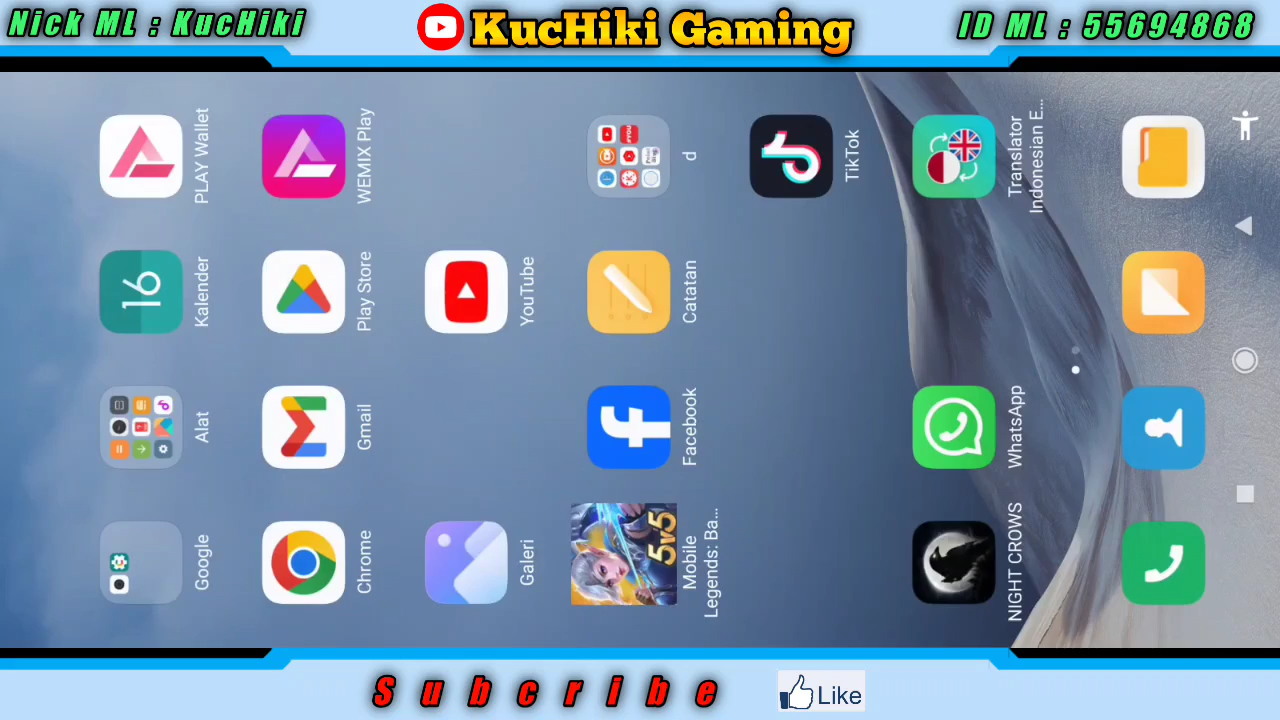 Nick ML : KucHiki
KucHiki Gaming
ID ML : 55694868
PLAY Wallet
WEMIX Play
d
TikTok
Translator
Indonesian E...
Kalender
16
Play Store
YouTube
Catatan
Alat
Gmail
Facebook
WhatsApp
Google
Chrome
Galeri
5v5
Mobile
Legends: Ba...
NIGHT CROWS
Subcribe
Like